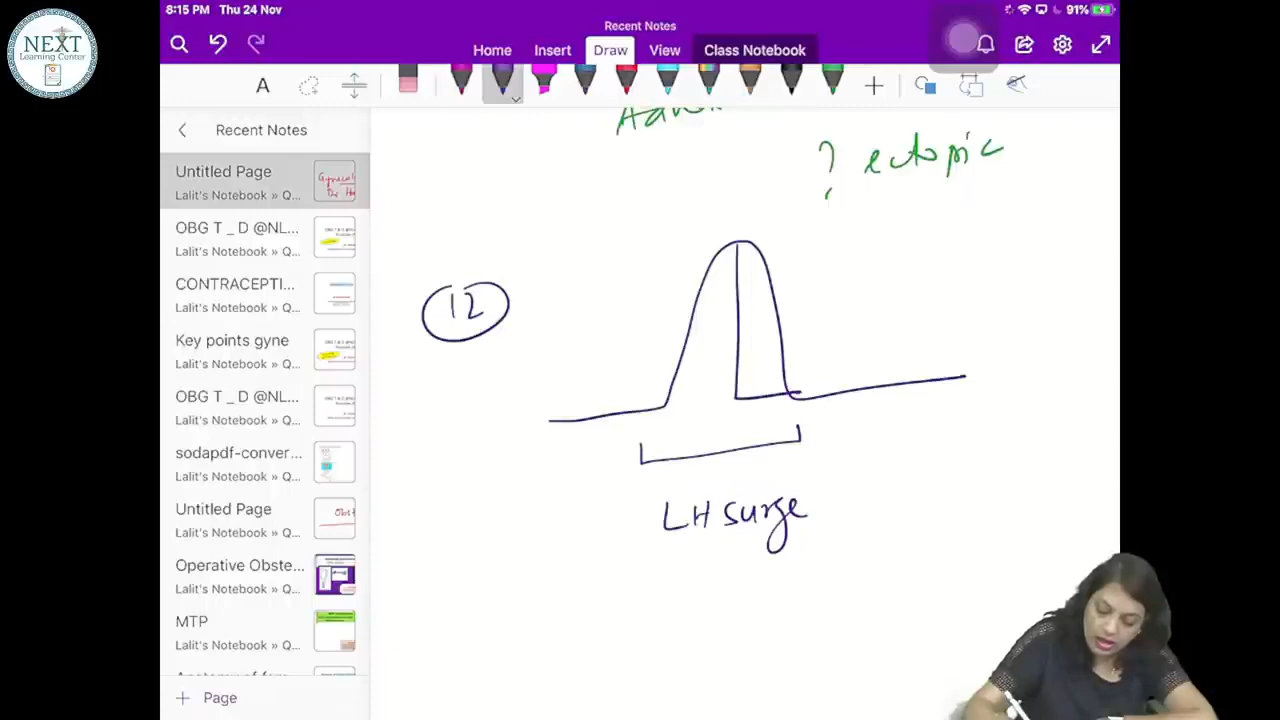 8:15 PM Thu 24 Nov
91%
NEXT
Learning Center
Recent Notes
Home Insert Draw View Class Notebook
A
Recent Notes
Untitled Page
Lalit's Notebook » Q...
OBG T _ D @NL...
Lalit's Notebook » Q...
CONTRACEPTI...
Lalit's Notebook » Q...
Key points gyne
Lalit's Notebook » Q...
OBG T _ D @NL...
Lalit's Notebook » Q...
sodapdf-conver...
Lalit's Notebook » Q...
Untitled Page
Lalit's Notebook » Q...
Operative Obste...
Lalit's Notebook » Q...
MTP
Lalit's Notebook » Q...
+ Page
? ectopic
12
LH surge